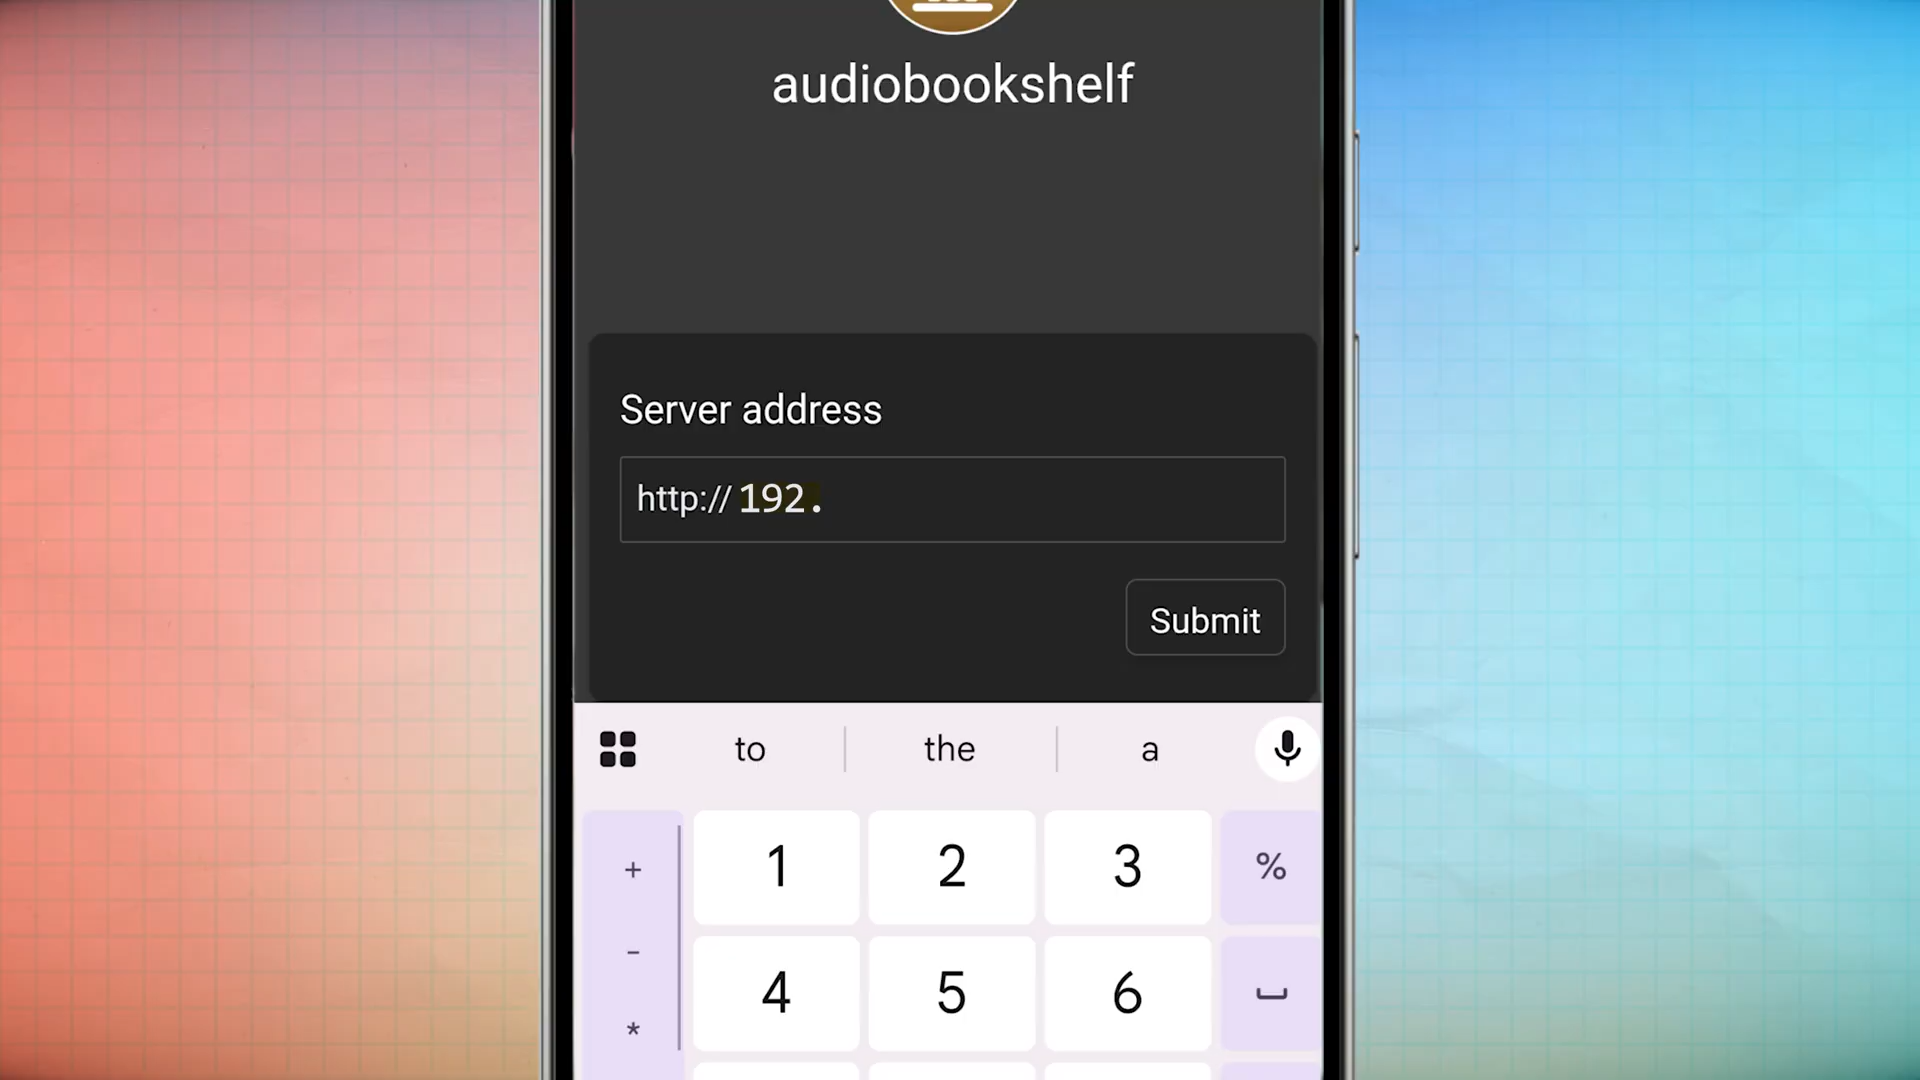 audiobookshelf
Server address
http:// 192.
Submit
to the a
+ 1 2 3 %
- 4 5 6
*